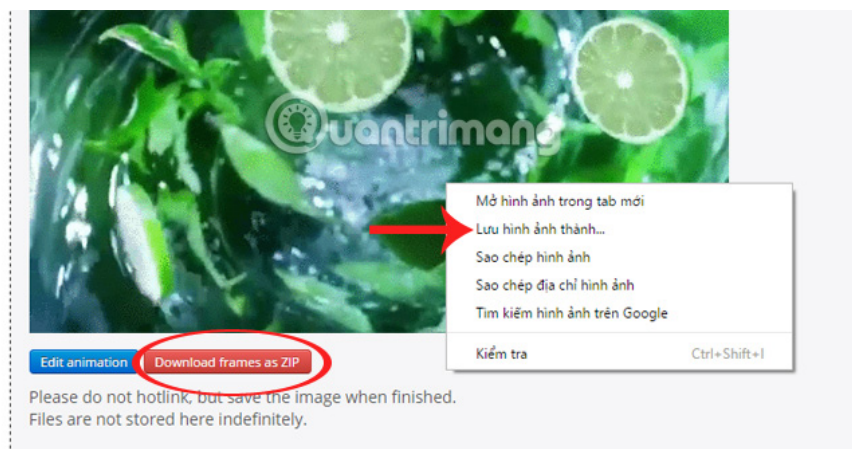 Quantrimang
Mở hình ảnh trong tab mới
Lưu hình ảnh thành...
Sao chép hình ảnh
Sao chép địa chỉ hình ảnh
Tìm kiếm hình ảnh trên Google
Kiểm tra Ctrl+Shift+I
Edit animation Download frames as ZIP
Please do not hotlink, but save the image when finished.
Files are not stored here indefinitely.